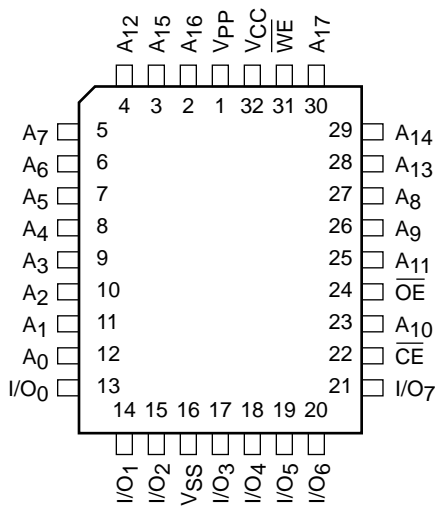 A12 A15 A16 VPP VCC W̅E̅ A17
4 3 2 1 32 31 30
A7 5 29 A14
A6 6 28 A13
A5 7 27 A8
A4 8 26 A9
A3 9 25 A11
A2 10 24 O̅E̅
A1 11 23 A10
A0 12 22 C̅E̅
I/O0 13 21 I/O7
14 15 16 17 18 19 20
I/O1 I/O2 VSS I/O3 I/O4 I/O5 I/O6